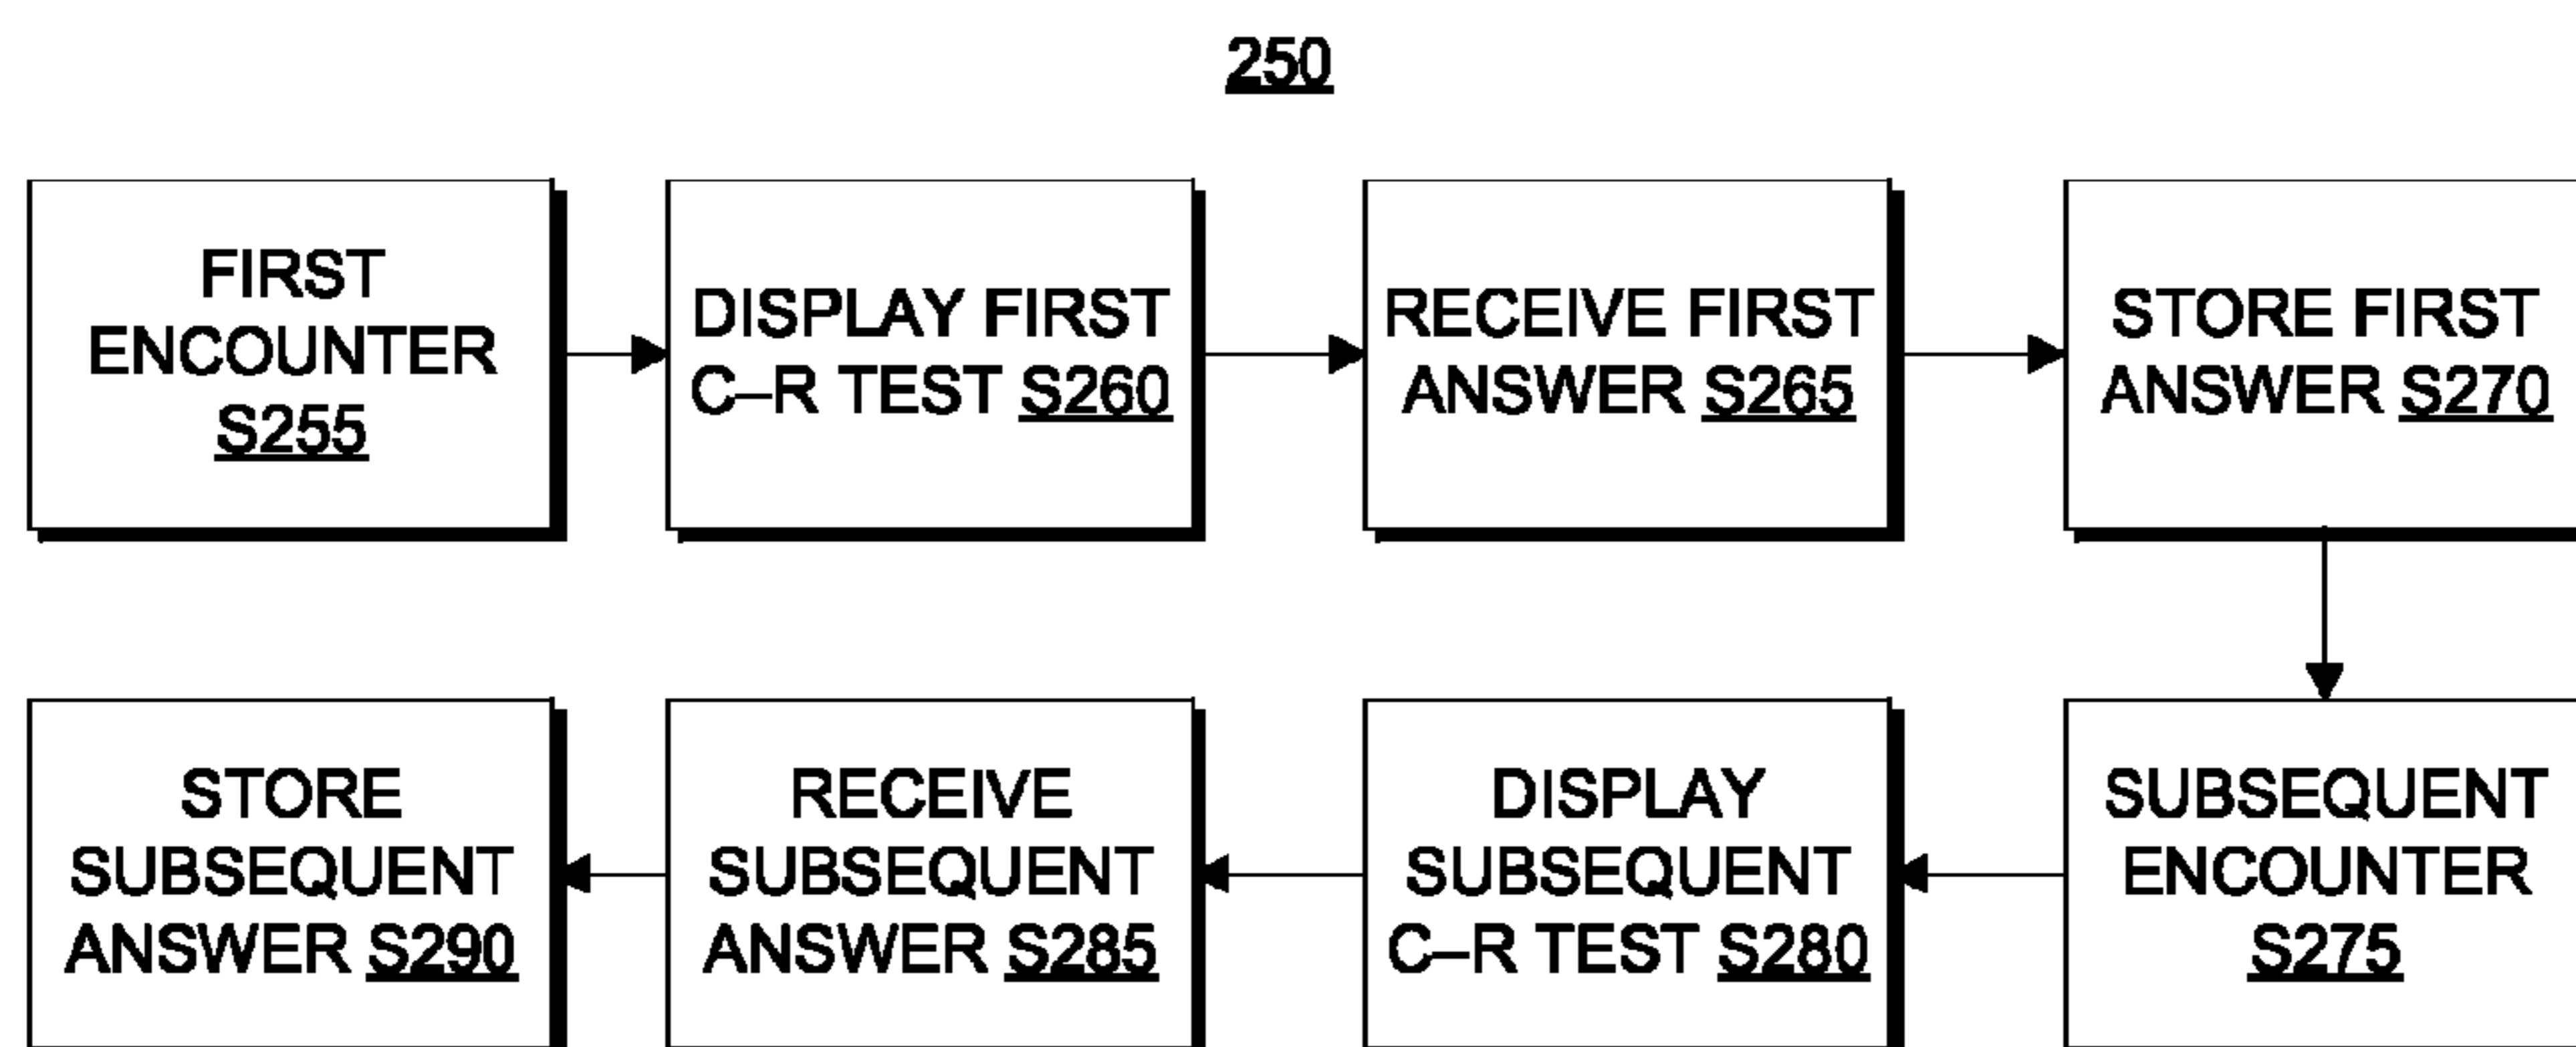 250
FIRST
ENCOUNTER
S255
DISPLAY FIRST
C–R TEST S260
RECEIVE FIRST
ANSWER S265
STORE FIRST
ANSWER S270
SUBSEQUENT
ENCOUNTER
S275
DISPLAY
SUBSEQUENT
C–R TEST S280
RECEIVE
SUBSEQUENT
ANSWER S285
STORE
SUBSEQUENT
ANSWER S290